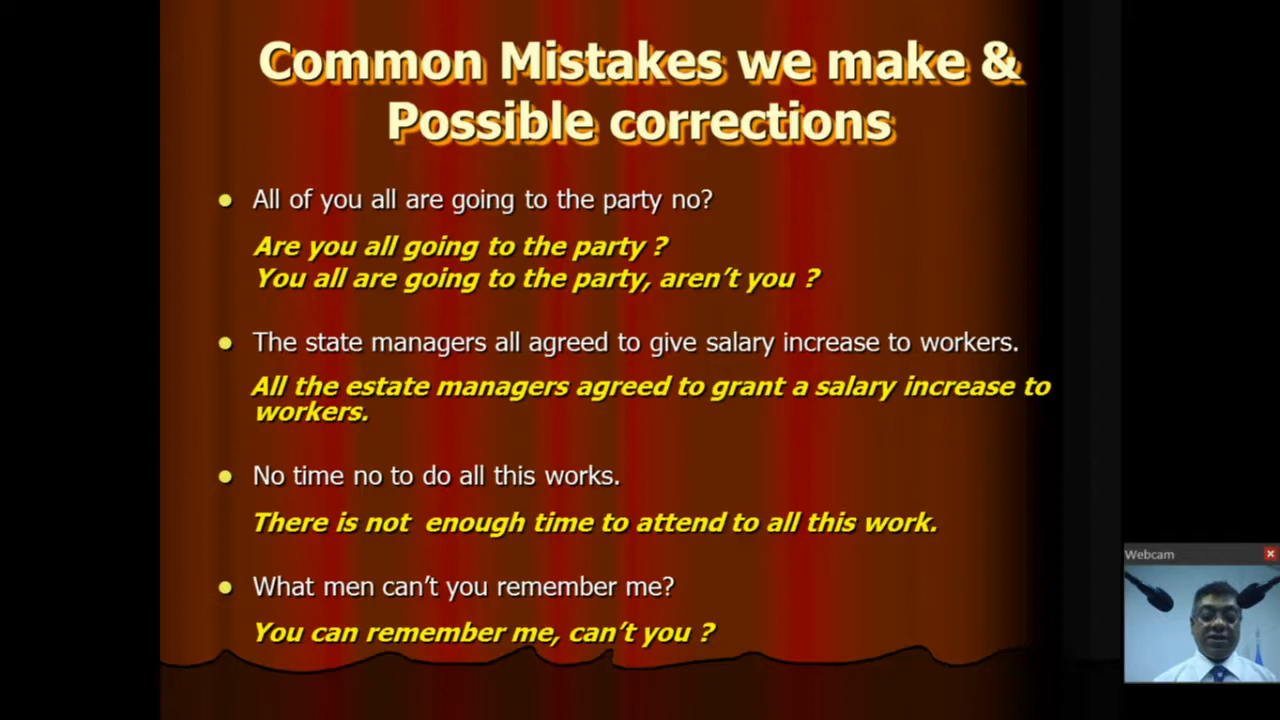 Common Mistakes we make &
Possible corrections
All of you all are going to the party no?
Are you all going to the party ?
You all are going to the party, aren't you ?
The state managers all agreed to give salary increase to workers.
All the estate managers agreed to grant a salary increase to
workers.
No time no to do all this works.
There is not enough time to attend to all this work.
What men can't you remember me?
You can remember me, can't you ?
Webcam